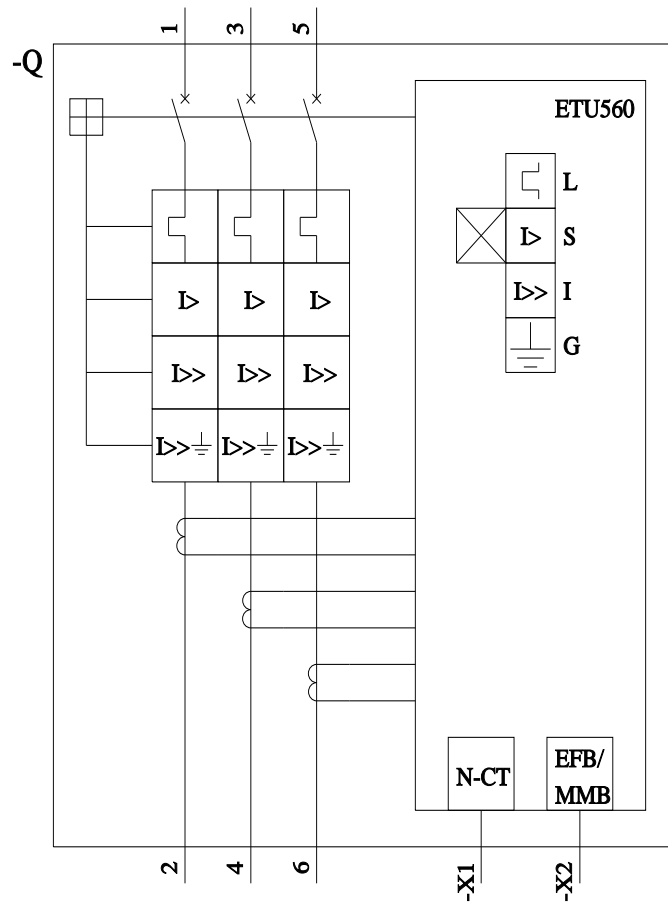 1 3 5
-Q
ETU560
L
I> S
I>> I
G
I> I> I>
I>> I>> I>>
I>> I>> I>>
N-CT
EFB/
MMB
2 4 6 -X1 -X2